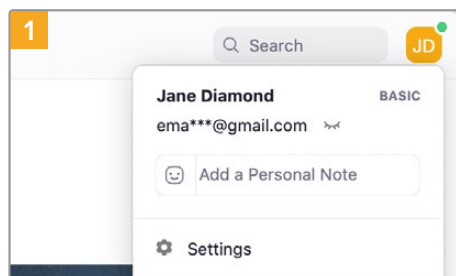 1
Search
JD
Jane Diamond BASIC
ema***@gmail.com
Add a Personal Note
Settings